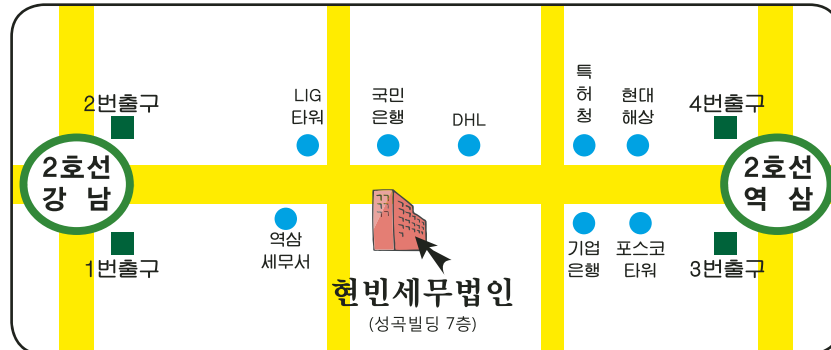 2번출구
LIG
타워
국민
은행
DHL
특
허
청
현대
해상
4번출구
2호선
강 남
2호선
역 삼
1번출구
역삼
세무서
현빈세무법인
(성곡빌딩 7층)
기업
은행
포스코
타워
3번출구